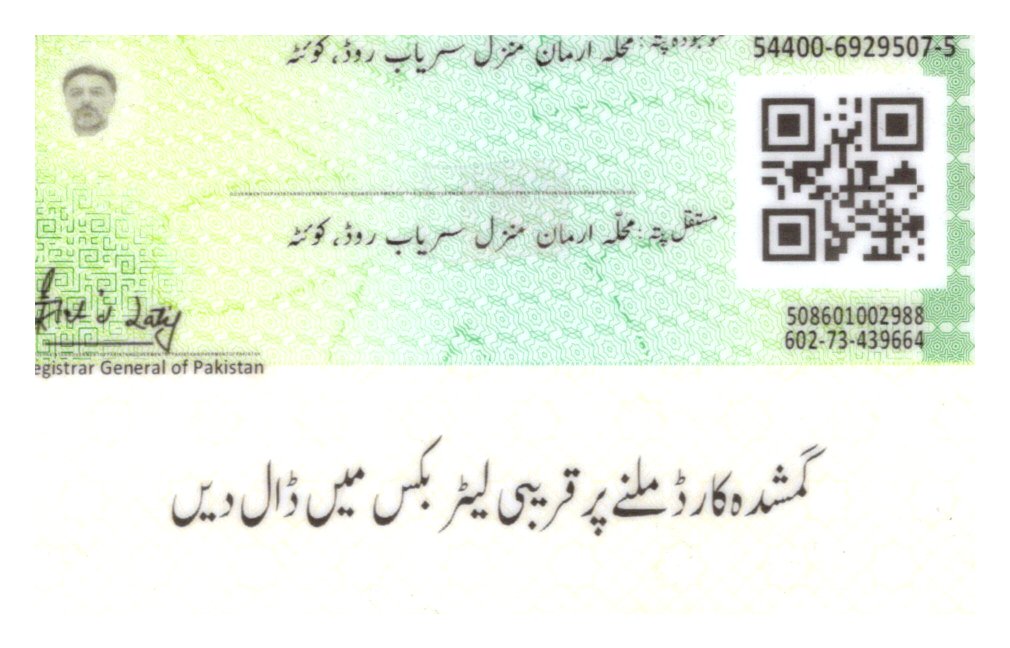 موجودہ پتہ: محلہ ارمان منزل سریاب روڈ، کوئٹہ
54400-6929507-5
مستقل پتہ: محلّہ ارمان منزل سریاب روڈ، کوئٹہ
508601002988
602-73-439664
egistrar General of Pakistan
گمشدہ کارڈ ملنے پر قریبی لیٹر بکس میں ڈال دیں